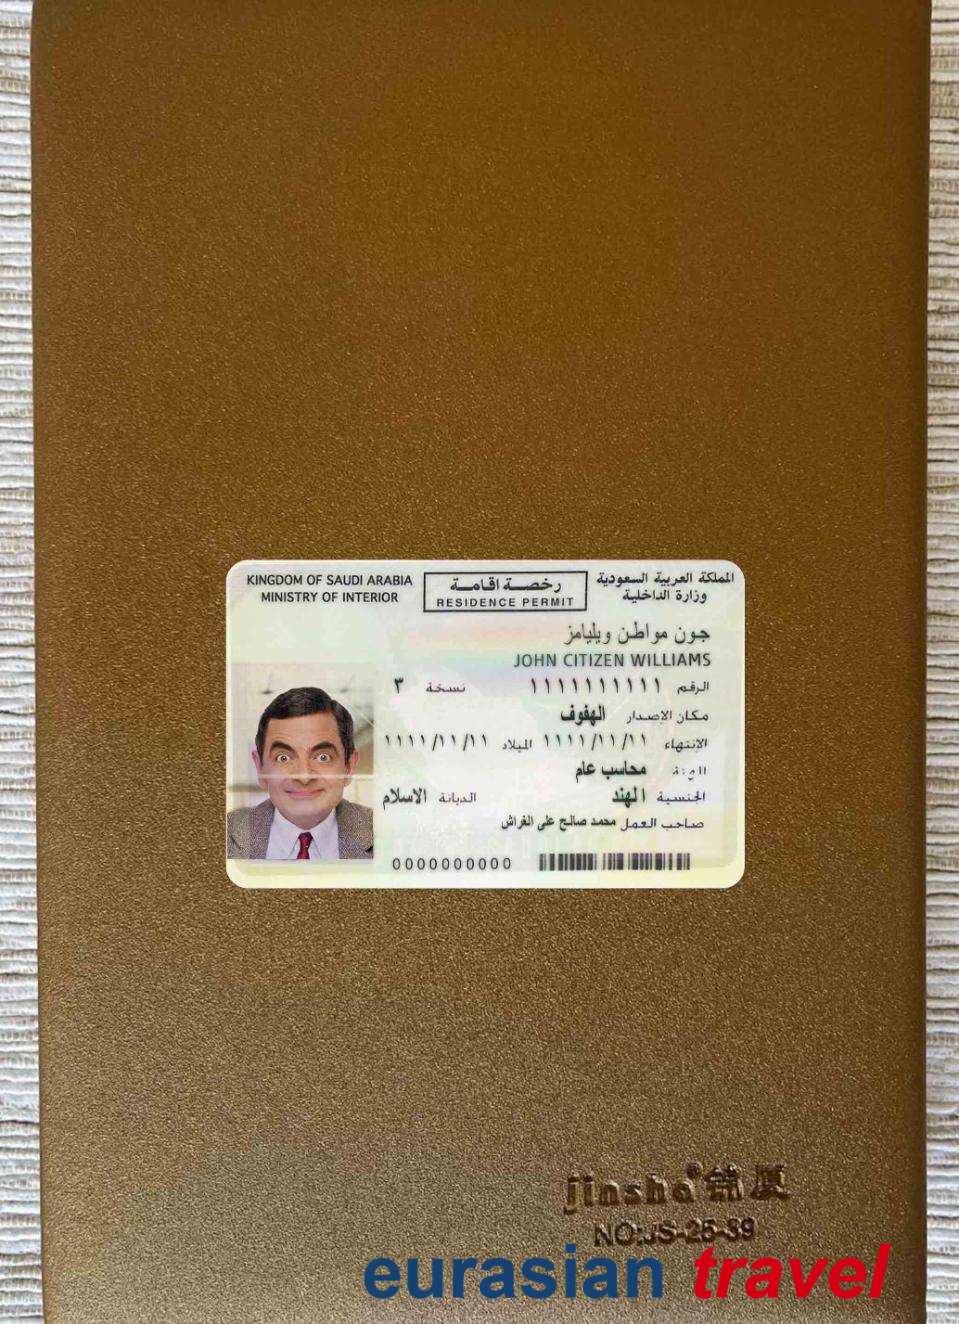 KINGDOM OF SAUDI ARABIA
MINISTRY OF INTERIOR
رخصة اقامة
RESIDENCE PERMIT
المملكة العربية السعودية
وزارة الداخلية
جون مواطن ويليامز
JOHN CITIZEN WILLIAMS
الرقم ١١١١١١١١١١ نسخة ٣
مكان الاصدار الهفوف
الانتهاء ١١١١/١١/١١ الميلاد ١١١١/١١/١١
محاسب عام
الجنسية الهند الديانة الاسلام
صاحب العمل محمد صالح على الغراش
0000000000
jinsha
NO:JS-25-39
eurasian travel